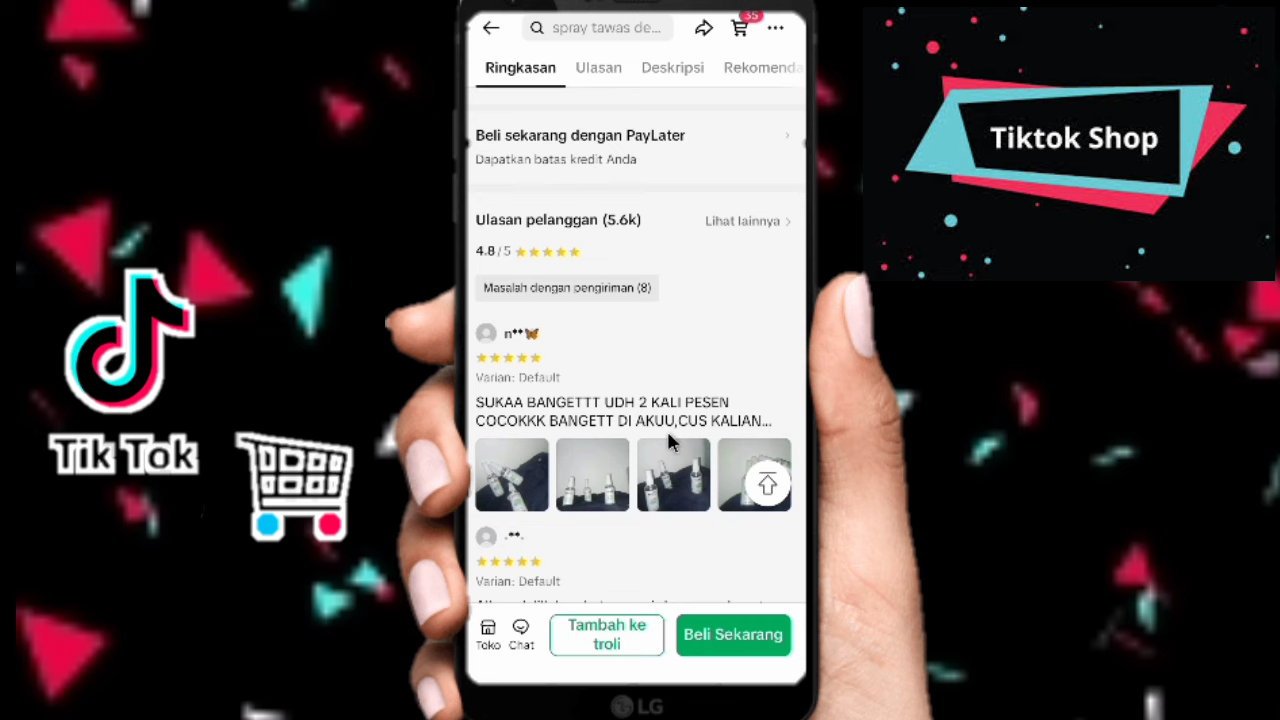 spray tawas de...
35
Ringkasan
Ulasan
Deskripsi
Rekomenda
Beli sekarang dengan PayLater
Dapatkan batas kredit Anda
Ulasan pelanggan (5.6k)
Lihat lainnya
4.8/5
Masalah dengan pengiriman (8)
n**
Varian: Default
SUKAA BANGETTT UDH 2 KALI PESEN
COCOKKK BANGETT DI AKUU,CUS KALIAN...
.**.
Varian: Default
Toko
Chat
Tambah ke
troli
Beli Sekarang
LG
Tik Tok
Tiktok Shop